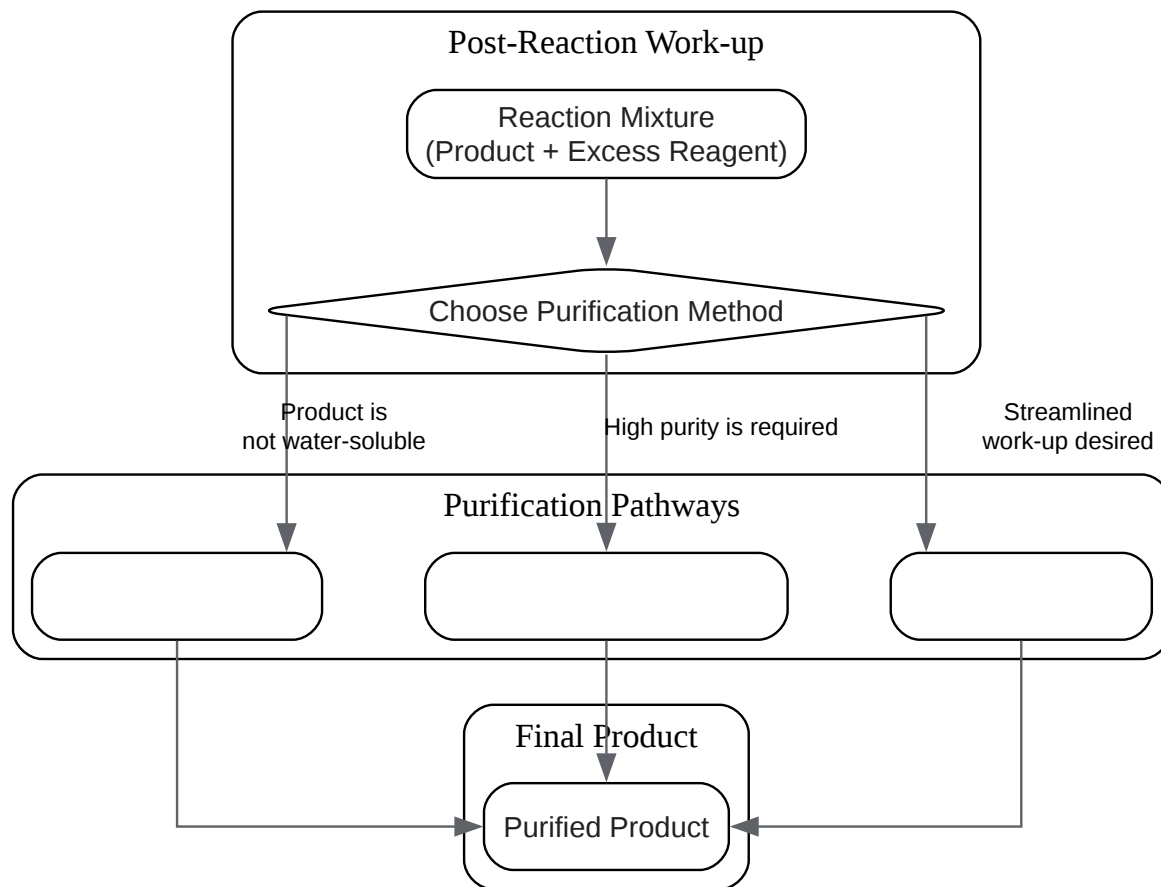 Post-Reaction Work-up
Reaction Mixture
(Product + Excess Reagent)
Choose Purification Method
Product is
not water-soluble
High purity is required
Streamlined
work-up desired
Purification Pathways
Final Product
Purified Product